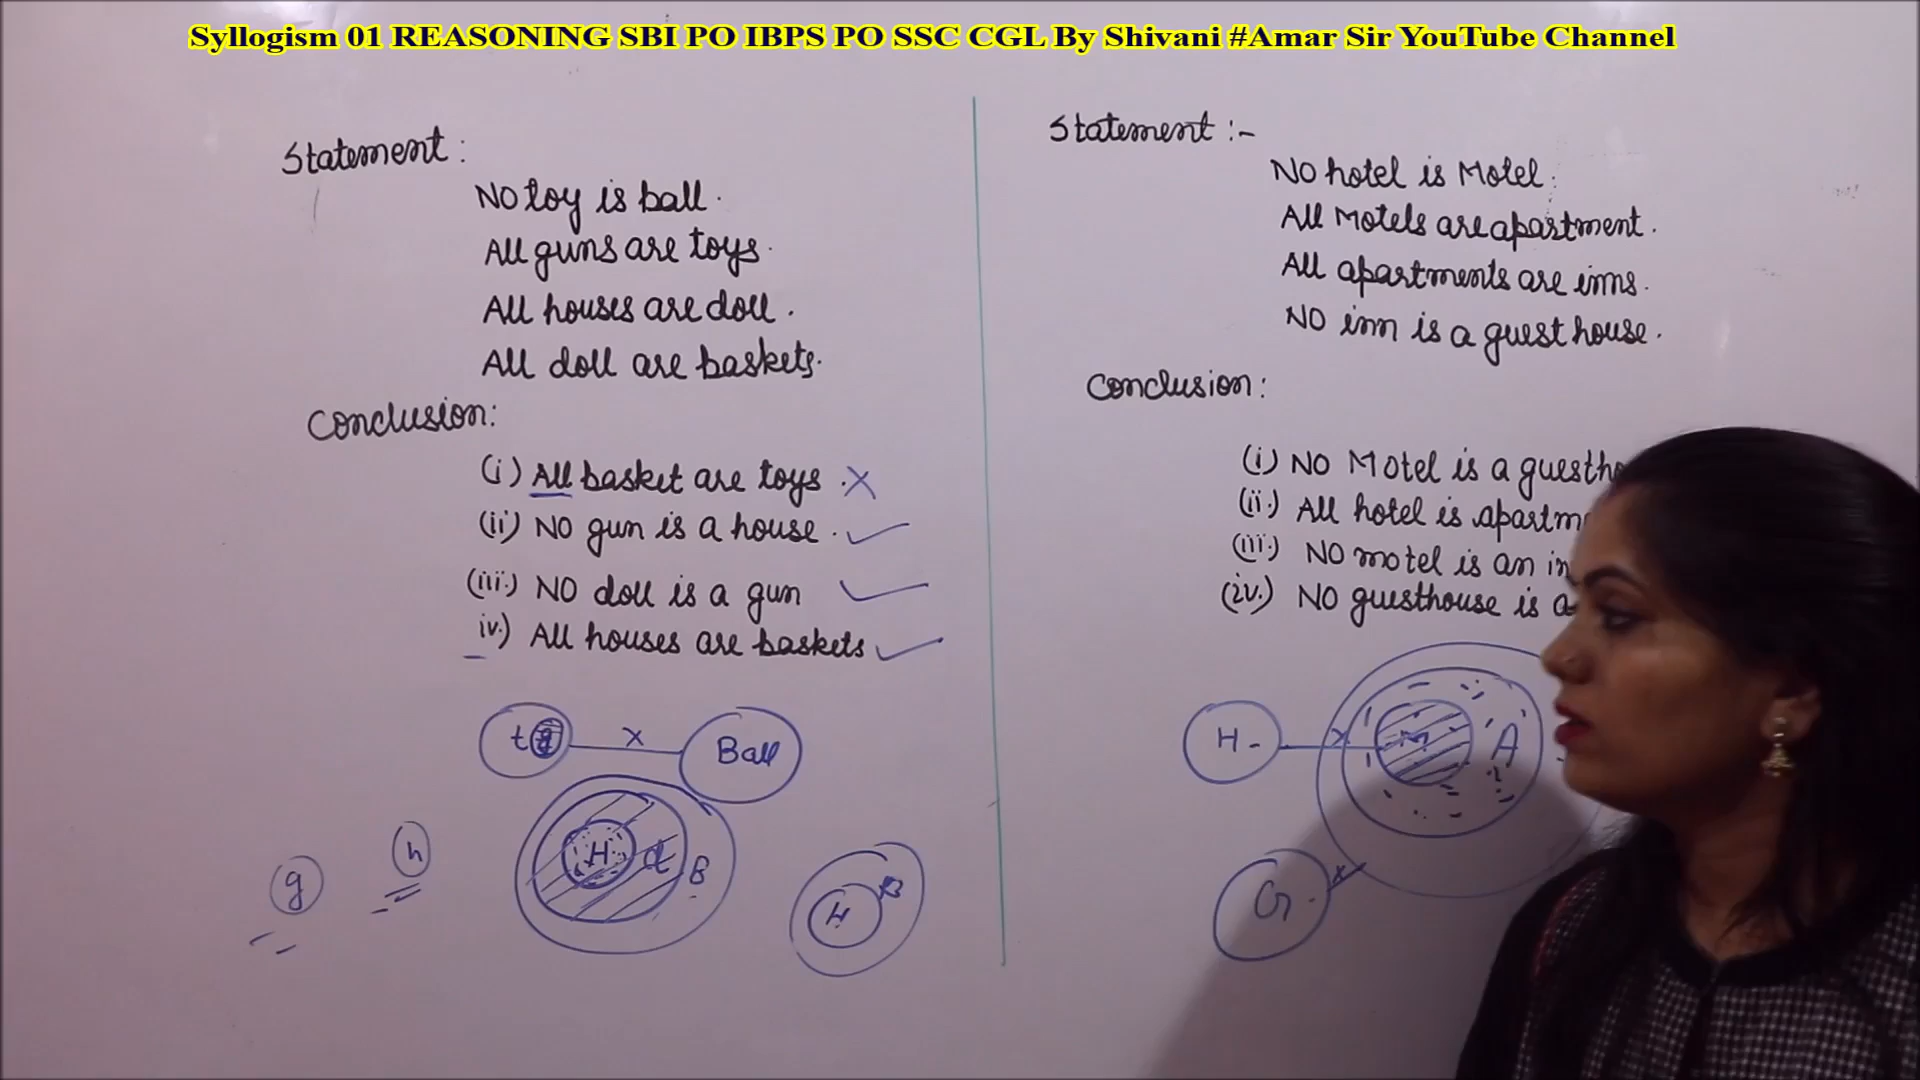 Syllogism 01 REASONING SBI PO IBPS PO SSC CGL By Shivani #Amar Sir YouTube Channel
Statement :
NO toy is ball.
All guns are toys.
All houses are doll.
All doll are baskets.
Conclusion:
(i) All basket are toys. X
(ii) NO gun is a house.
(iii.) NO doll is a gun
iv.) All houses are baskets
t g x Ball
H d B
g
h
H B
Statement :-
NO hotel is Motel.
All Motels are apartment.
All apartments are inns.
NO inn is a guest house.
Conclusion:
(i) NO Motel is a guestho
(ii.) All hotel is apartm
(iii.) NO motel is an in
(iv.) NO guesthouse is a
H - x M A
G. x